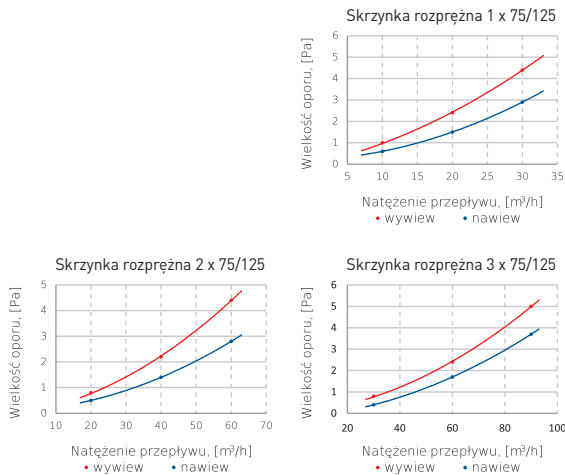 Skrzynka rozprężna 1 x 75/125
Wielkość oporu, [Pa]
6
5
4
3
2
1
0
5 10 15 20 25 30 35
Natężenie przepływu, [m³/h]
• wywiew • nawiew
Skrzynka rozprężna 2 x 75/125
Wielkość oporu, [Pa]
5
4
3
2
1
0
10 20 30 40 50 60 70
Natężenie przepływu, [m³/h]
• wywiew • nawiew
Skrzynka rozprężna 3 x 75/125
Wielkość oporu, [Pa]
6
5
4
3
2
1
0
20 40 60 80 100
Natężenie przepływu, [m³/h]
• wywiew • nawiew